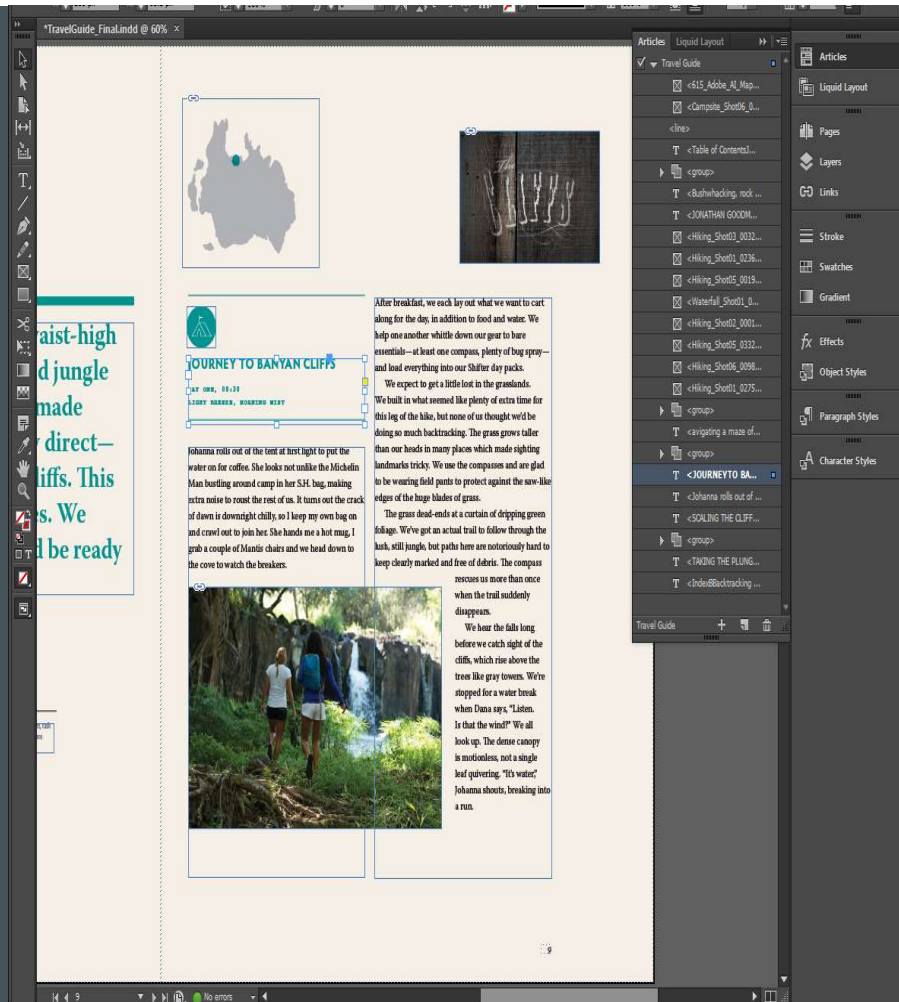 *TravelGuide_Final.indd @ 60% ×
aist-high
d jungle
made
direct—
liffs. This
s. We
d be ready
The
JOURNEY TO BANYAN CLIFFS
DAY ONE, 05:30
LIGHT BREEZE, MORNING MIST
Johanna rolls out of the tent at first light to put the
water on for coffee. She looks not unlike the Michelin
Man bustling around camp in her S.H. bag, making
extra noise to roust the rest of us. It turns out the crack
of dawn is downright chilly, so I keep my own bag on
and crawl out to join her. She hands me a hot mug, I
grab a couple of Mantis chairs and we head down to
the cove to watch the breakers.
After breakfast, we each lay out what we want to cart
along for the day, in addition to food and water. We
help one another whittle down our gear to bare
essentials—at least one compass, plenty of bug spray—
and load everything into our Shifter day packs.
We expect to get a little lost in the grasslands.
We built in what seemed like plenty of extra time for
this leg of the hike, but none of us thought we'd be
doing so much backtracking. The grass grows taller
than our heads in many places which made sighting
landmarks tricky. We use the compasses and are glad
to be wearing field pants to protect against the saw-like
edges of the huge blades of grass.
The grass dead-ends at a curtain of dripping green
foliage. We've got an actual trail to follow through the
lush, still jungle, but paths here are notoriously hard to
keep clearly marked and free of debris. The compass
rescues us more than once
when the trail suddenly
disappears.
We hear the falls long
before we catch sight of the
cliffs, which rise above the
trees like gray towers. We're
stopped for a water break
when Dana says, "Listen.
Is that the wind?" We all
look up. The dense canopy
is motionless, not a single
leaf quivering. "It's water,"
Johanna shouts, breaking into
a run.
9
Articles Liquid Layout
Travel Guide
<615_Adobe_AI_Map...
<Campsite_Shot06_0...
<line>
<Table of ContentsJ...
<group>
<Bushwhacking, rock ...
<JONATHAN GOODM...
<Hiking_Shot03_0032...
<Hiking_Shot01_0236...
<Hiking_Shot05_0019...
<Waterfall_Shot01_0...
<Hiking_Shot02_0001...
<Hiking_Shot05_0332...
<Hiking_Shot06_0098...
<Hiking_Shot01_0275...
<group>
<avigating a maze of...
<group>
<JOURNEYTO BA...
<Johanna rolls out of ...
<SCALING THE CLIFF...
<group>
<TAKING THE PLUNG...
<IndexBBacktracking ...
Travel Guide
Articles
Liquid Layout
Pages
Layers
Links
Stroke
Swatches
Gradient
Effects
Object Styles
Paragraph Styles
Character Styles
9 No errors